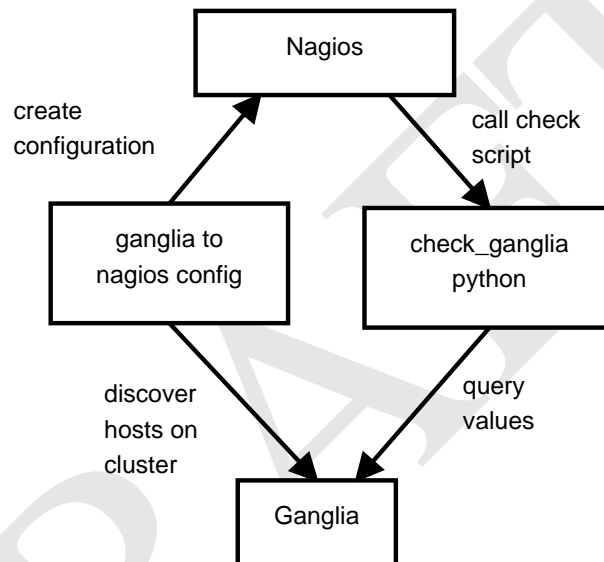 Nagios
create
configuration
call check
script
ganglia to
nagios config
check_ganglia
python
discover
hosts on
cluster
query
values
Ganglia